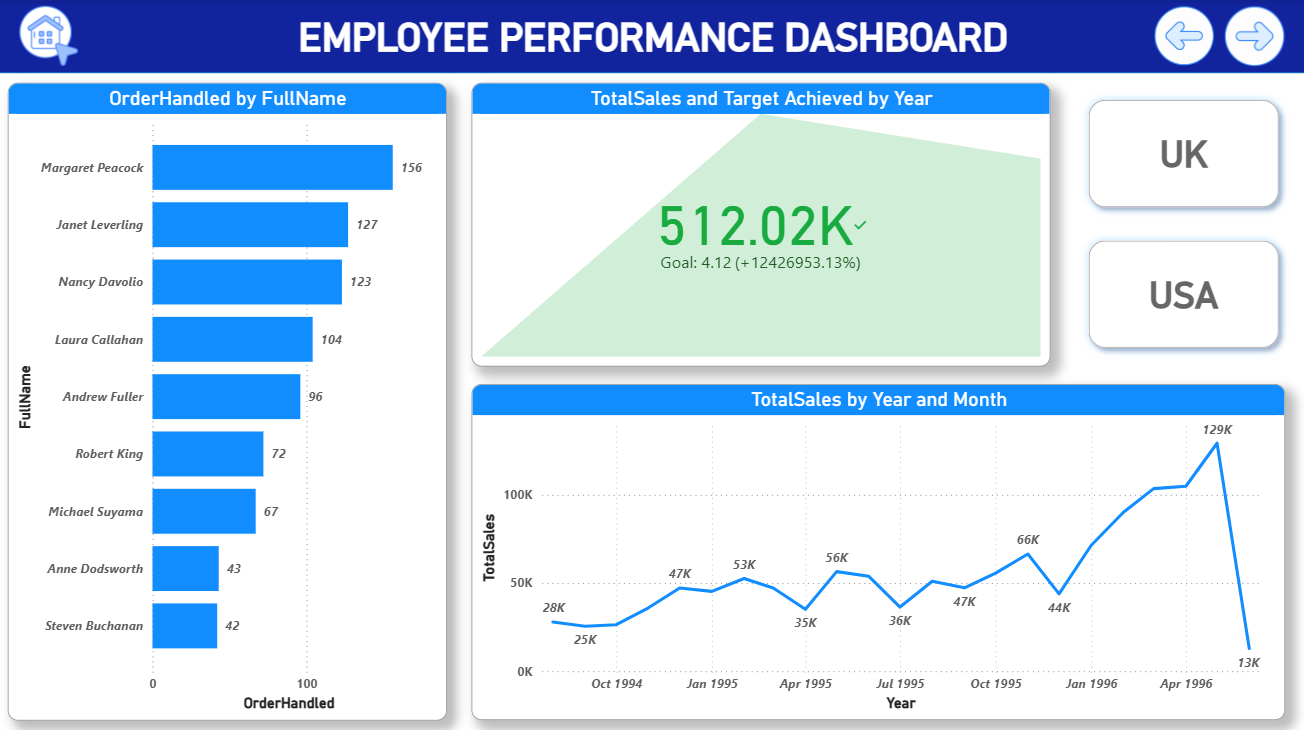 EMPLOYEE PERFORMANCE DASHBOARD
OrderHandled by FullName
FullName
Margaret Peacock 156
Janet Leverling 127
Nancy Davolio 123
Laura Callahan 104
Andrew Fuller 96
Robert King 72
Michael Suyama 67
Anne Dodsworth 43
Steven Buchanan 42
0 100
OrderHandled
TotalSales and Target Achieved by Year
512.02K
Goal: 4.12 (+12426953.13%)
UK
USA
TotalSales by Year and Month
TotalSales
100K
50K
0K
28K
25K
47K
53K
35K
56K
36K
47K
66K
44K
129K
13K
Oct 1994 Jan 1995 Apr 1995 Jul 1995 Oct 1995 Jan 1996 Apr 1996
Year